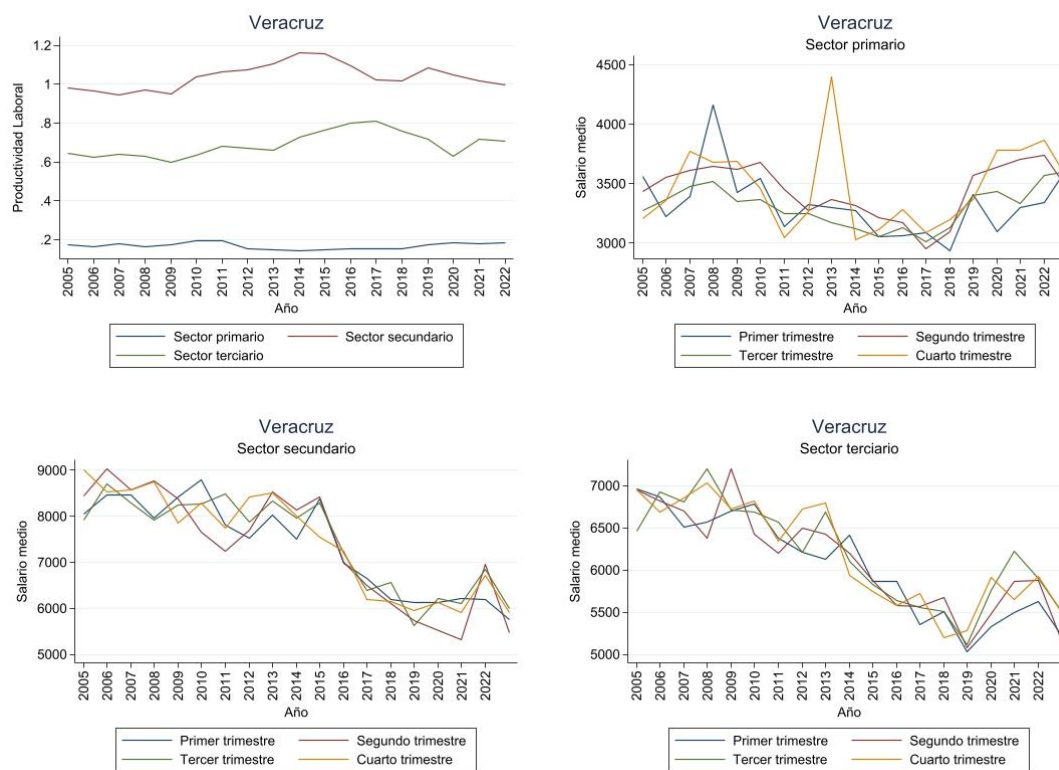 Veracruz
1.2
1
.8
.6
.4
.2
Productividad Laboral
2005 2006 2007 2008 2009 2010 2011 2012 2013 2014 2015 2016 2017 2018 2019 2020 2021 2022
Año
Sector primario Sector secundario
Sector terciario
Veracruz
Sector primario
4500
4000
3500
3000
Salario medio
2005 2006 2007 2008 2009 2010 2011 2012 2013 2014 2015 2016 2017 2018 2019 2020 2021 2022
Año
Primer trimestre Segundo trimestre
Tercer trimestre Cuarto trimestre
Veracruz
Sector secundario
9000
8000
7000
6000
5000
Salario medio
2005 2006 2007 2008 2009 2010 2011 2012 2013 2014 2015 2016 2017 2018 2019 2020 2021 2022
Año
Primer trimestre Segundo trimestre
Tercer trimestre Cuarto trimestre
Veracruz
Sector terciario
7000
6500
6000
5500
5000
Salario medio
2005 2006 2007 2008 2009 2010 2011 2012 2013 2014 2015 2016 2017 2018 2019 2020 2021 2022
Año
Primer trimestre Segundo trimestre
Tercer trimestre Cuarto trimestre